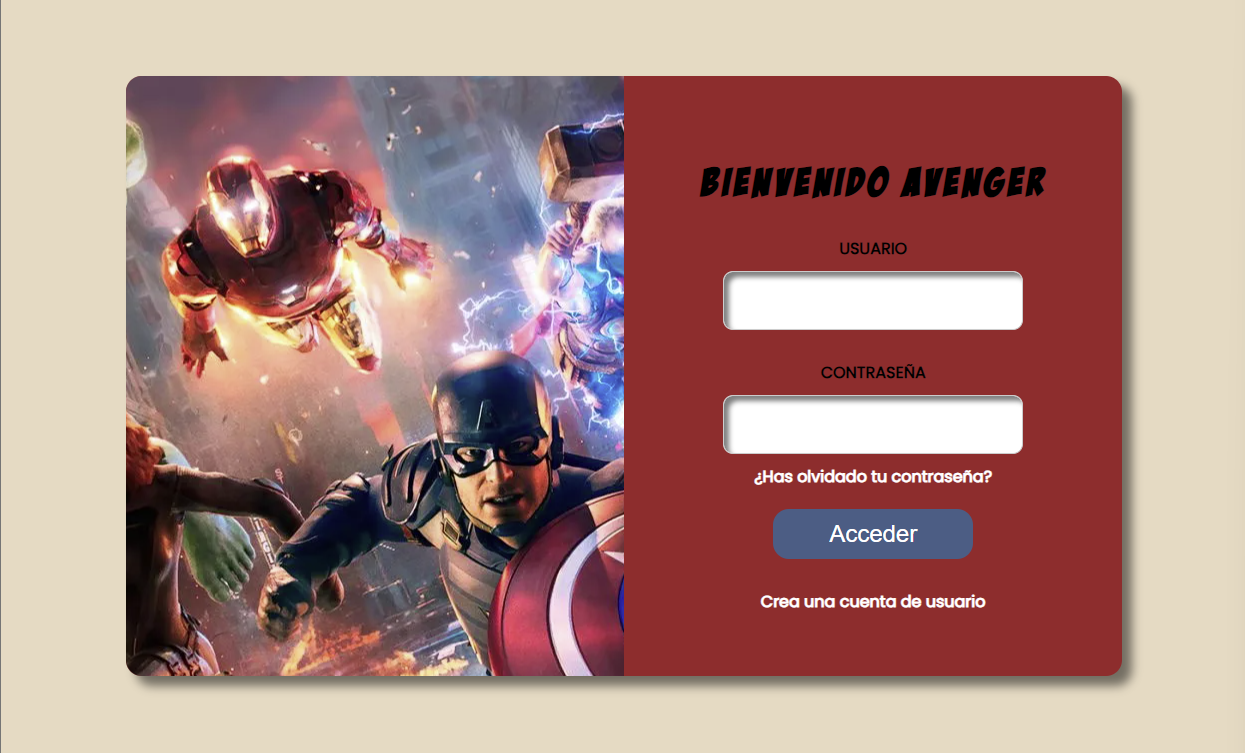 BIENVENIDO AVENGER
USUARIO
CONTRASEÑA
¿Has olvidado tu contraseña?
Acceder
Crea una cuenta de usuario